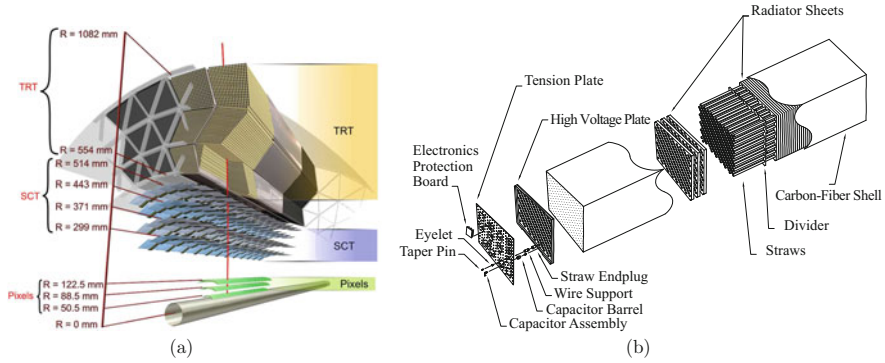 R = 1082 mm
TRT
R = 554 mm
R = 514 mm
R = 443 mm
SCT
R = 371 mm
R = 299 mm
R = 122.5 mm
Pixels
R = 88.5 mm
R = 50.5 mm
R = 0 mm
TRT
SCT
Pixels
(a)
Radiator Sheets
Tension Plate
High Voltage Plate
Electronics
Protection
Board
Carbon-Fiber Shell
Divider
Straws
Eyelet
Taper Pin
Straw Endplug
Wire Support
Capacitor Barrel
Capacitor Assembly
(b)